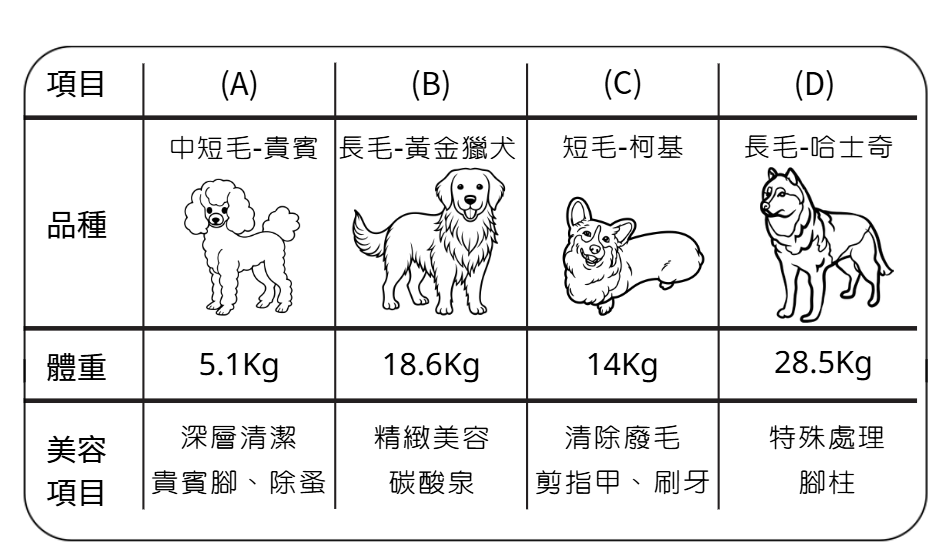 項目 (A) (B) (C) (D)
品種 中短毛-貴賓 長毛-黃金獵犬 短毛-柯基 長毛-哈士奇
體重 5.1Kg 18.6Kg 14Kg 28.5Kg
美容 深層清潔 精緻美容 清除廢毛 特殊處理
項目 貴賓腳、除蚤 碳酸泉 剪指甲、刷牙 腳柱